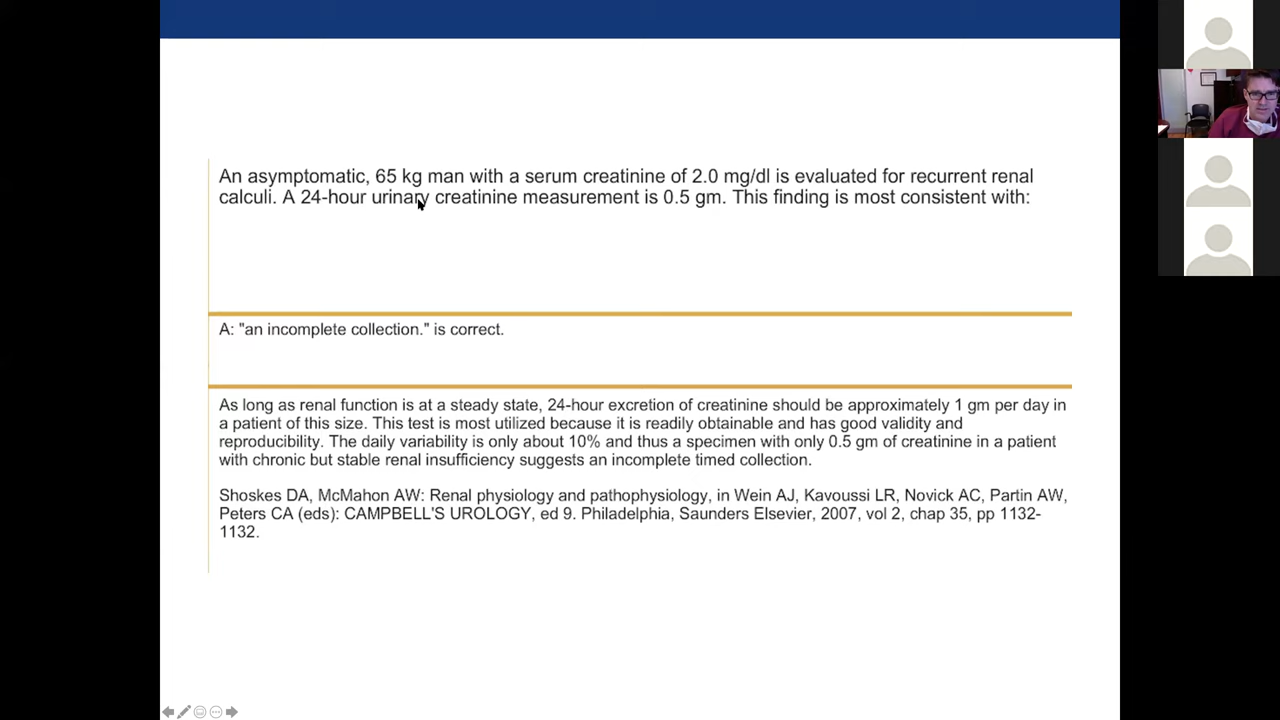 An asymptomatic, 65 kg man with a serum creatinine of 2.0 mg/dl is evaluated for recurrent renal
calculi. A 24-hour urinary creatinine measurement is 0.5 gm. This finding is most consistent with:
A: "an incomplete collection." is correct.
As long as renal function is at a steady state, 24-hour excretion of creatinine should be approximately 1 gm per day in
a patient of this size. This test is most utilized because it is readily obtainable and has good validity and
reproducibility. The daily variability is only about 10% and thus a specimen with only 0.5 gm of creatinine in a patient
with chronic but stable renal insufficiency suggests an incomplete timed collection.
Shoskes DA, McMahon AW: Renal physiology and pathophysiology, in Wein AJ, Kavoussi LR, Novick AC, Partin AW,
Peters CA (eds): CAMPBELL'S UROLOGY, ed 9. Philadelphia, Saunders Elsevier, 2007, vol 2, chap 35, pp 1132-
1132.